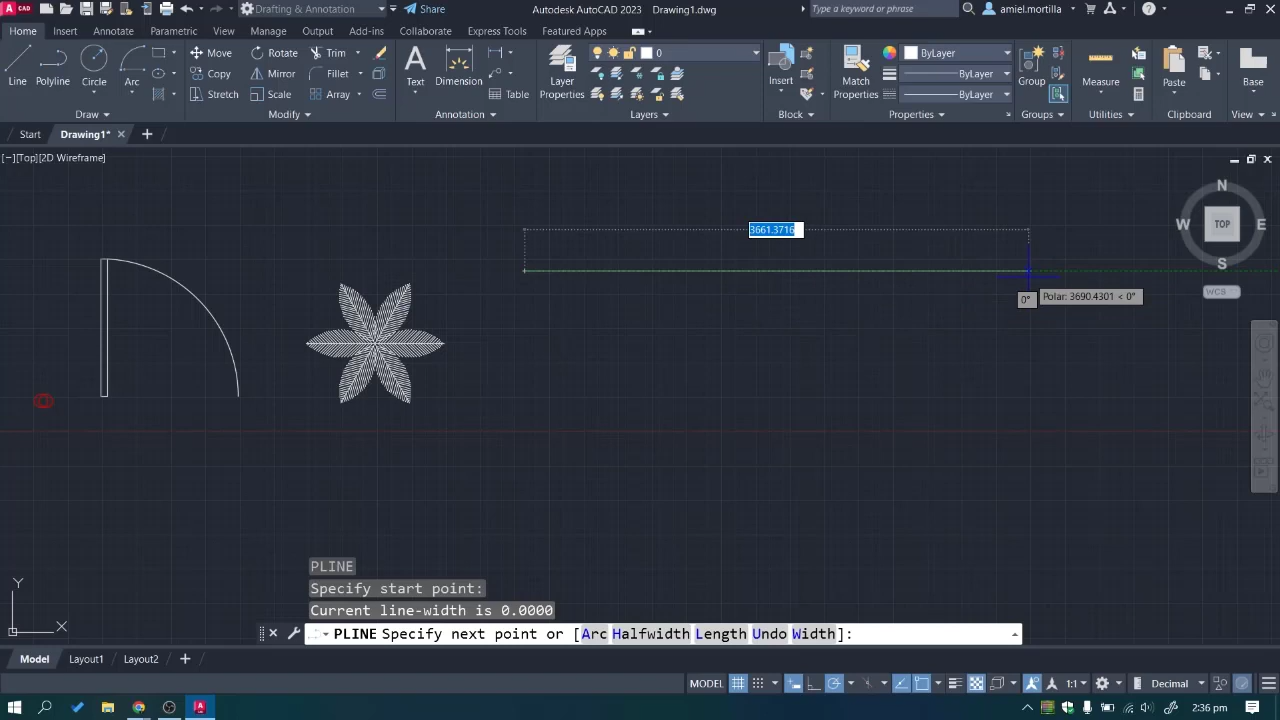 CAD
Drafting & Annotation
Share
Autodesk AutoCAD 2023 Drawing1.dwg
Type a keyword or phrase
amiel.mortilla
Home Insert Annotate Parametric View Manage Output Add-ins Collaborate Express Tools Featured Apps
Line Polyline Circle Arc
Move Rotate Trim
Copy Mirror Fillet
Stretch Scale Array
Text Dimension Table
Layer Properties
0
Insert
Match Properties
ByLayer
ByLayer
ByLayer
Group
Measure
Paste
Base
Draw Modify Annotation Layers Block Properties Groups Utilities Clipboard View
Start Drawing1*
[−][Top][2D Wireframe]
N
W TOP E
S
WCS
3661.3716
0° Polar: 3690.4301 < 0°
Y
X
PLINE
Specify start point:
Current line-width is 0.0000
PLINE Specify next point or [Arc Halfwidth Length Undo Width]:
Model Layout1 Layout2
MODEL 1:1 Decimal
2:36 pm